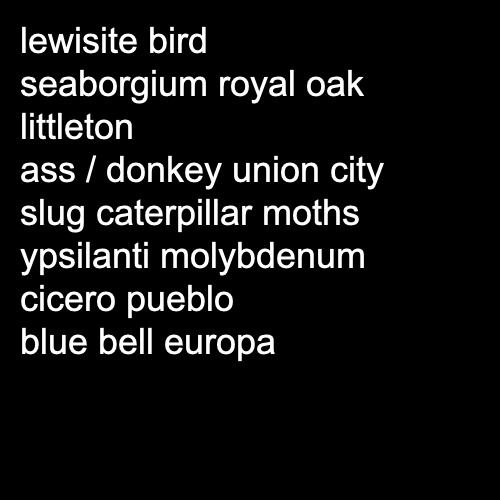 lewisite bird
seaborgium royal oak
littleton
ass / donkey union city
slug caterpillar moths
ypsilanti molybdenum
cicero pueblo
blue bell europa